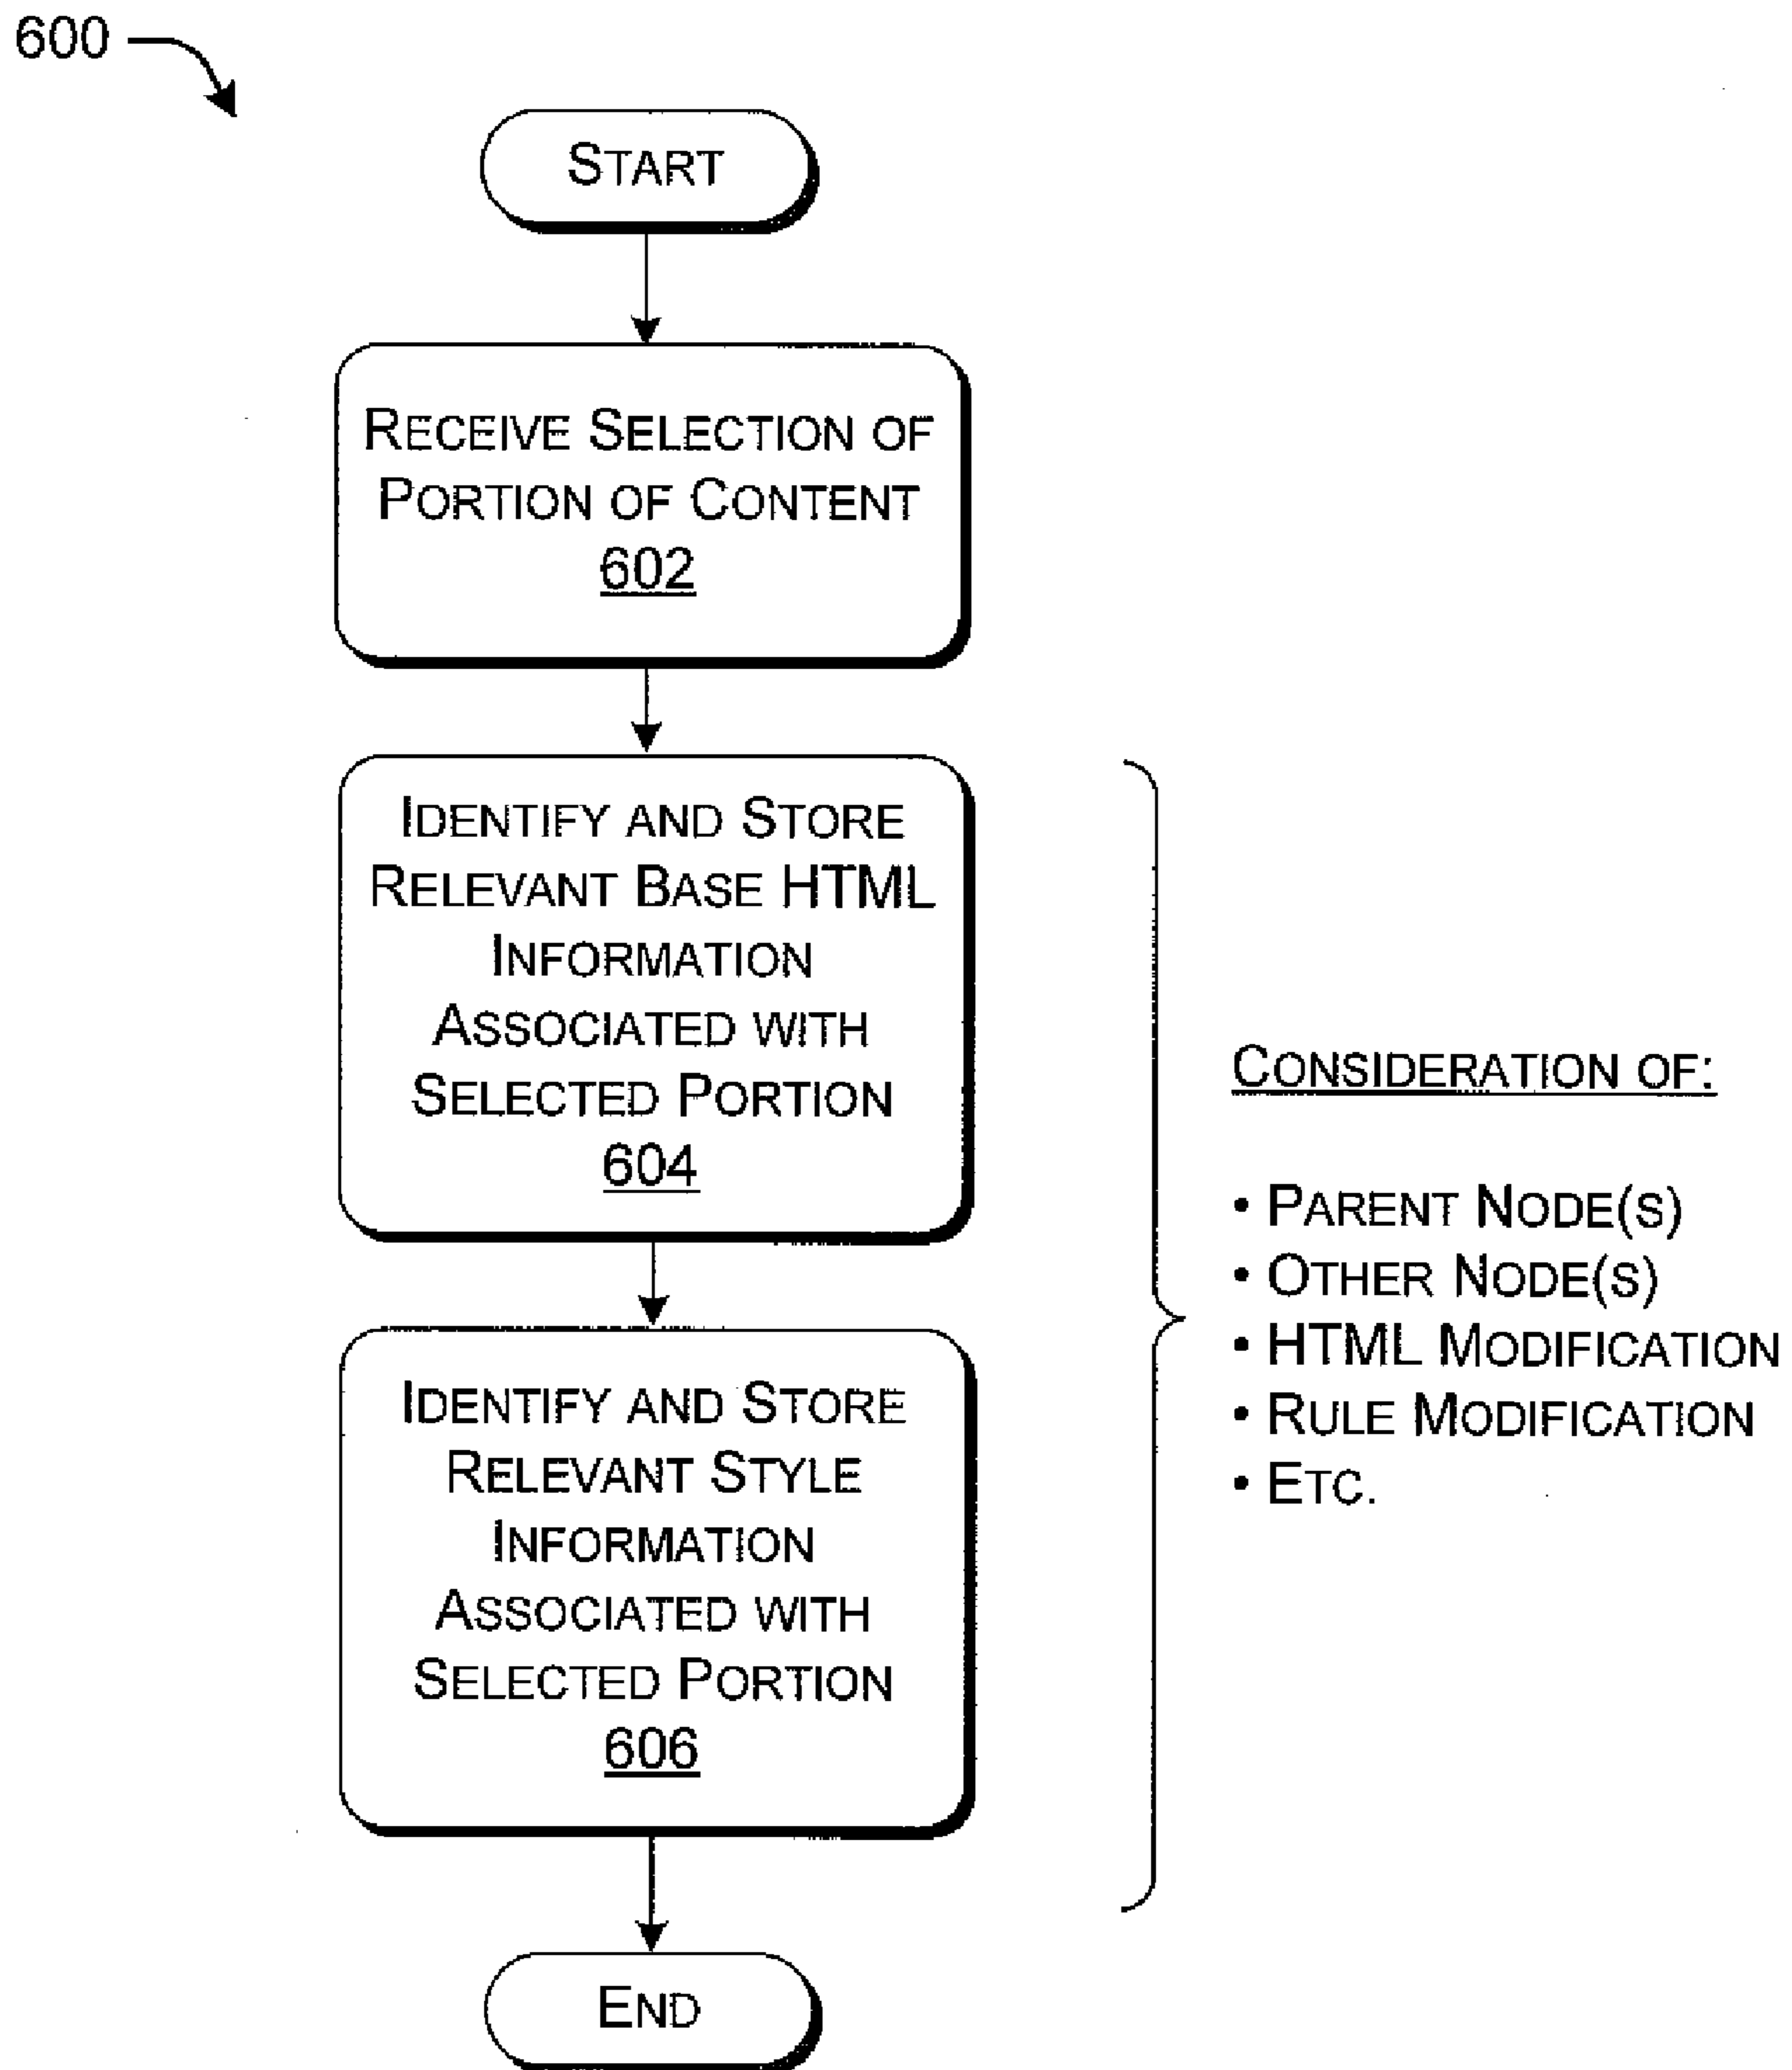 600
START
RECEIVE SELECTION OF
PORTION OF CONTENT
602
IDENTIFY AND STORE
RELEVANT BASE HTML
INFORMATION
ASSOCIATED WITH
SELECTED PORTION
604
IDENTIFY AND STORE
RELEVANT STYLE
INFORMATION
ASSOCIATED WITH
SELECTED PORTION
606
END
CONSIDERATION OF:
• PARENT NODE(S)
• OTHER NODE(S)
• HTML MODIFICATION
• RULE MODIFICATION
• ETC.